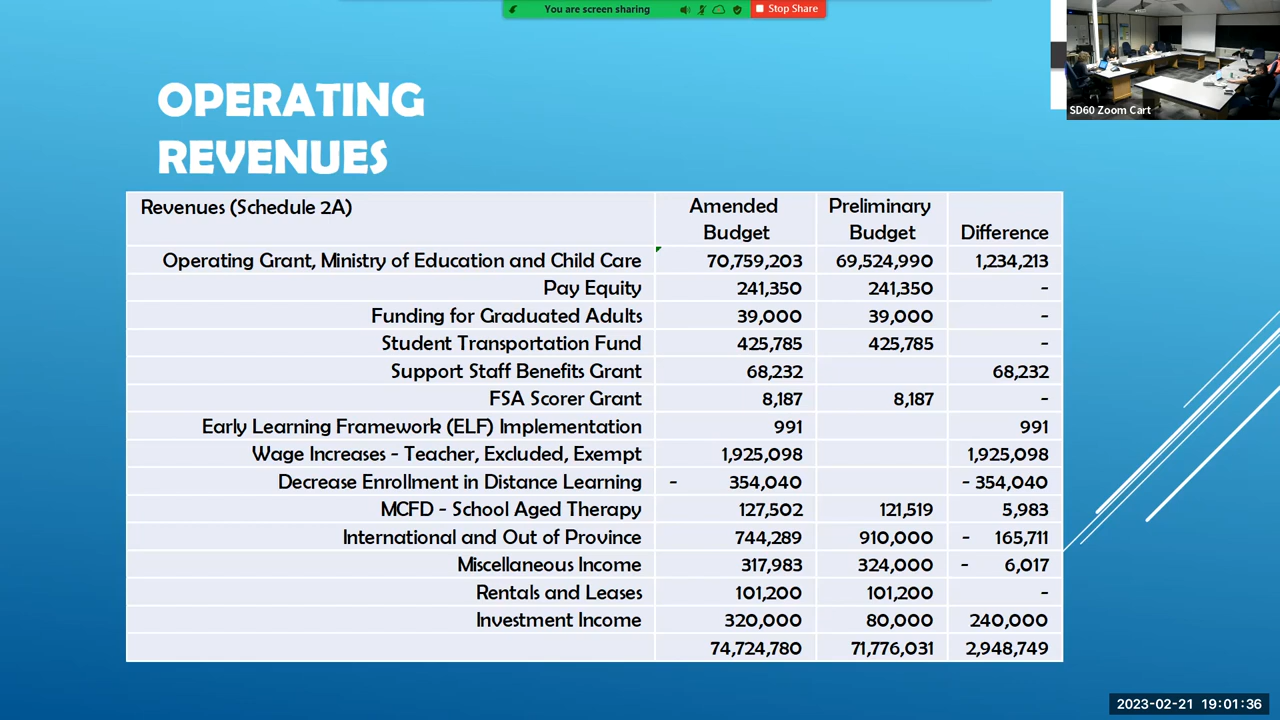 You are screen sharing
Stop Share
SD60 Zoom Cart
OPERATING
REVENUES
Revenues (Schedule 2A) Amended Budget Preliminary Budget Difference
Operating Grant, Ministry of Education and Child Care 70,759,203 69,524,990 1,234,213
Pay Equity 241,350 241,350 -
Funding for Graduated Adults 39,000 39,000 -
Student Transportation Fund 425,785 425,785 -
Support Staff Benefits Grant 68,232 68,232
FSA Scorer Grant 8,187 8,187 -
Early Learning Framework (ELF) Implementation 991 991
Wage Increases - Teacher, Excluded, Exempt 1,925,098 1,925,098
Decrease Enrollment in Distance Learning - 354,040 - 354,040
MCFD - School Aged Therapy 127,502 121,519 5,983
International and Out of Province 744,289 910,000 - 165,711
Miscellaneous Income 317,983 324,000 - 6,017
Rentals and Leases 101,200 101,200 -
Investment Income 320,000 80,000 240,000
74,724,780 71,776,031 2,948,749
2023-02-21 19:01:36